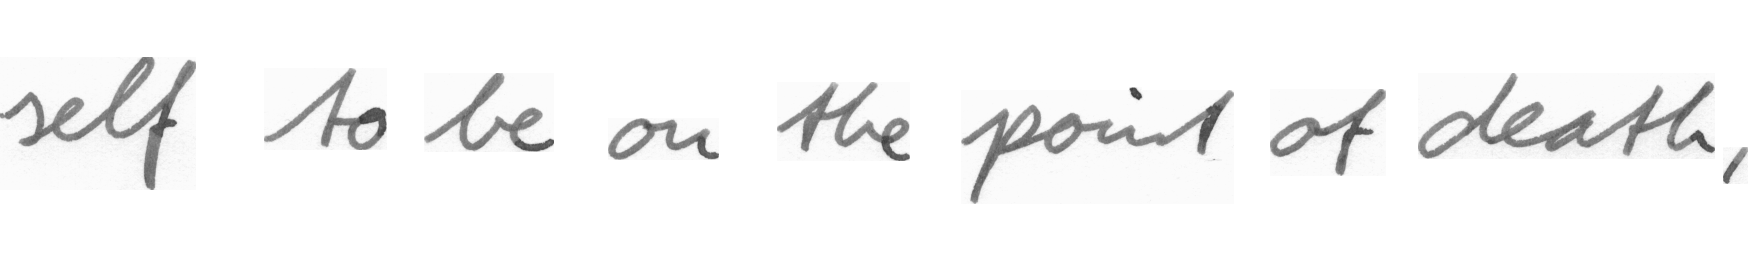 self to be on the point of death,